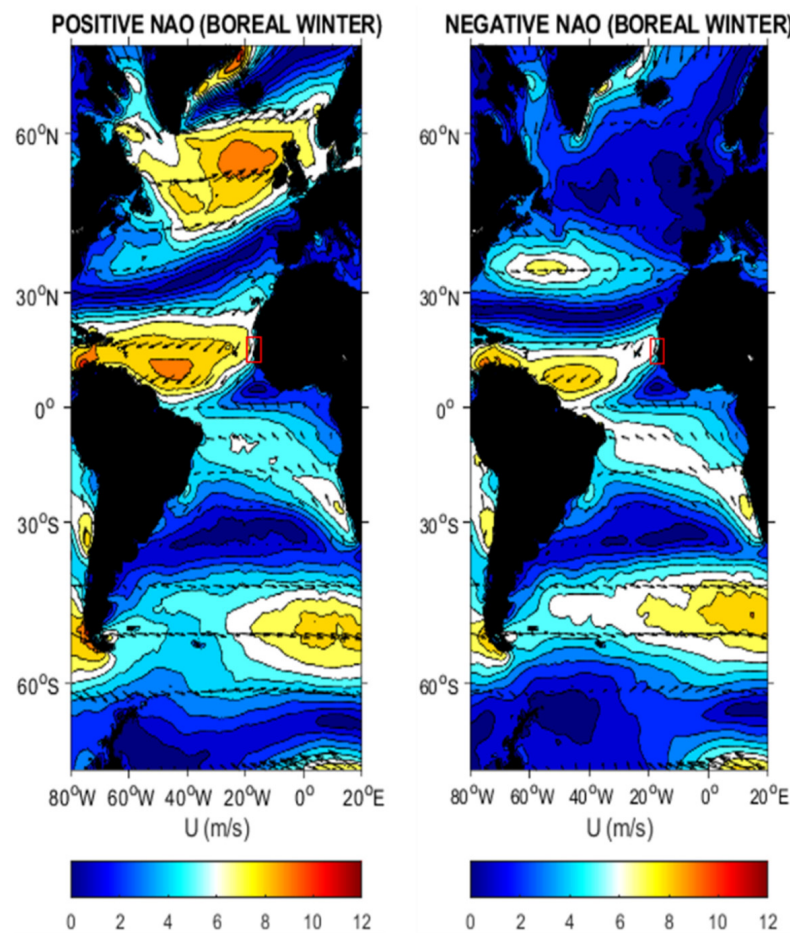 POSITIVE NAO (BOREAL WINTER)
60°N
30°N
0°
30°S
60°S
80°W 60°W 40°W 20°W 0° 20°E
U (m/s)
0 2 4 6 8 10 12
NEGATIVE NAO (BOREAL WINTER)
60°N
30°N
0°
30°S
60°S
80°W 60°W 40°W 20°W 0° 20°E
U (m/s)
0 2 4 6 8 10 12